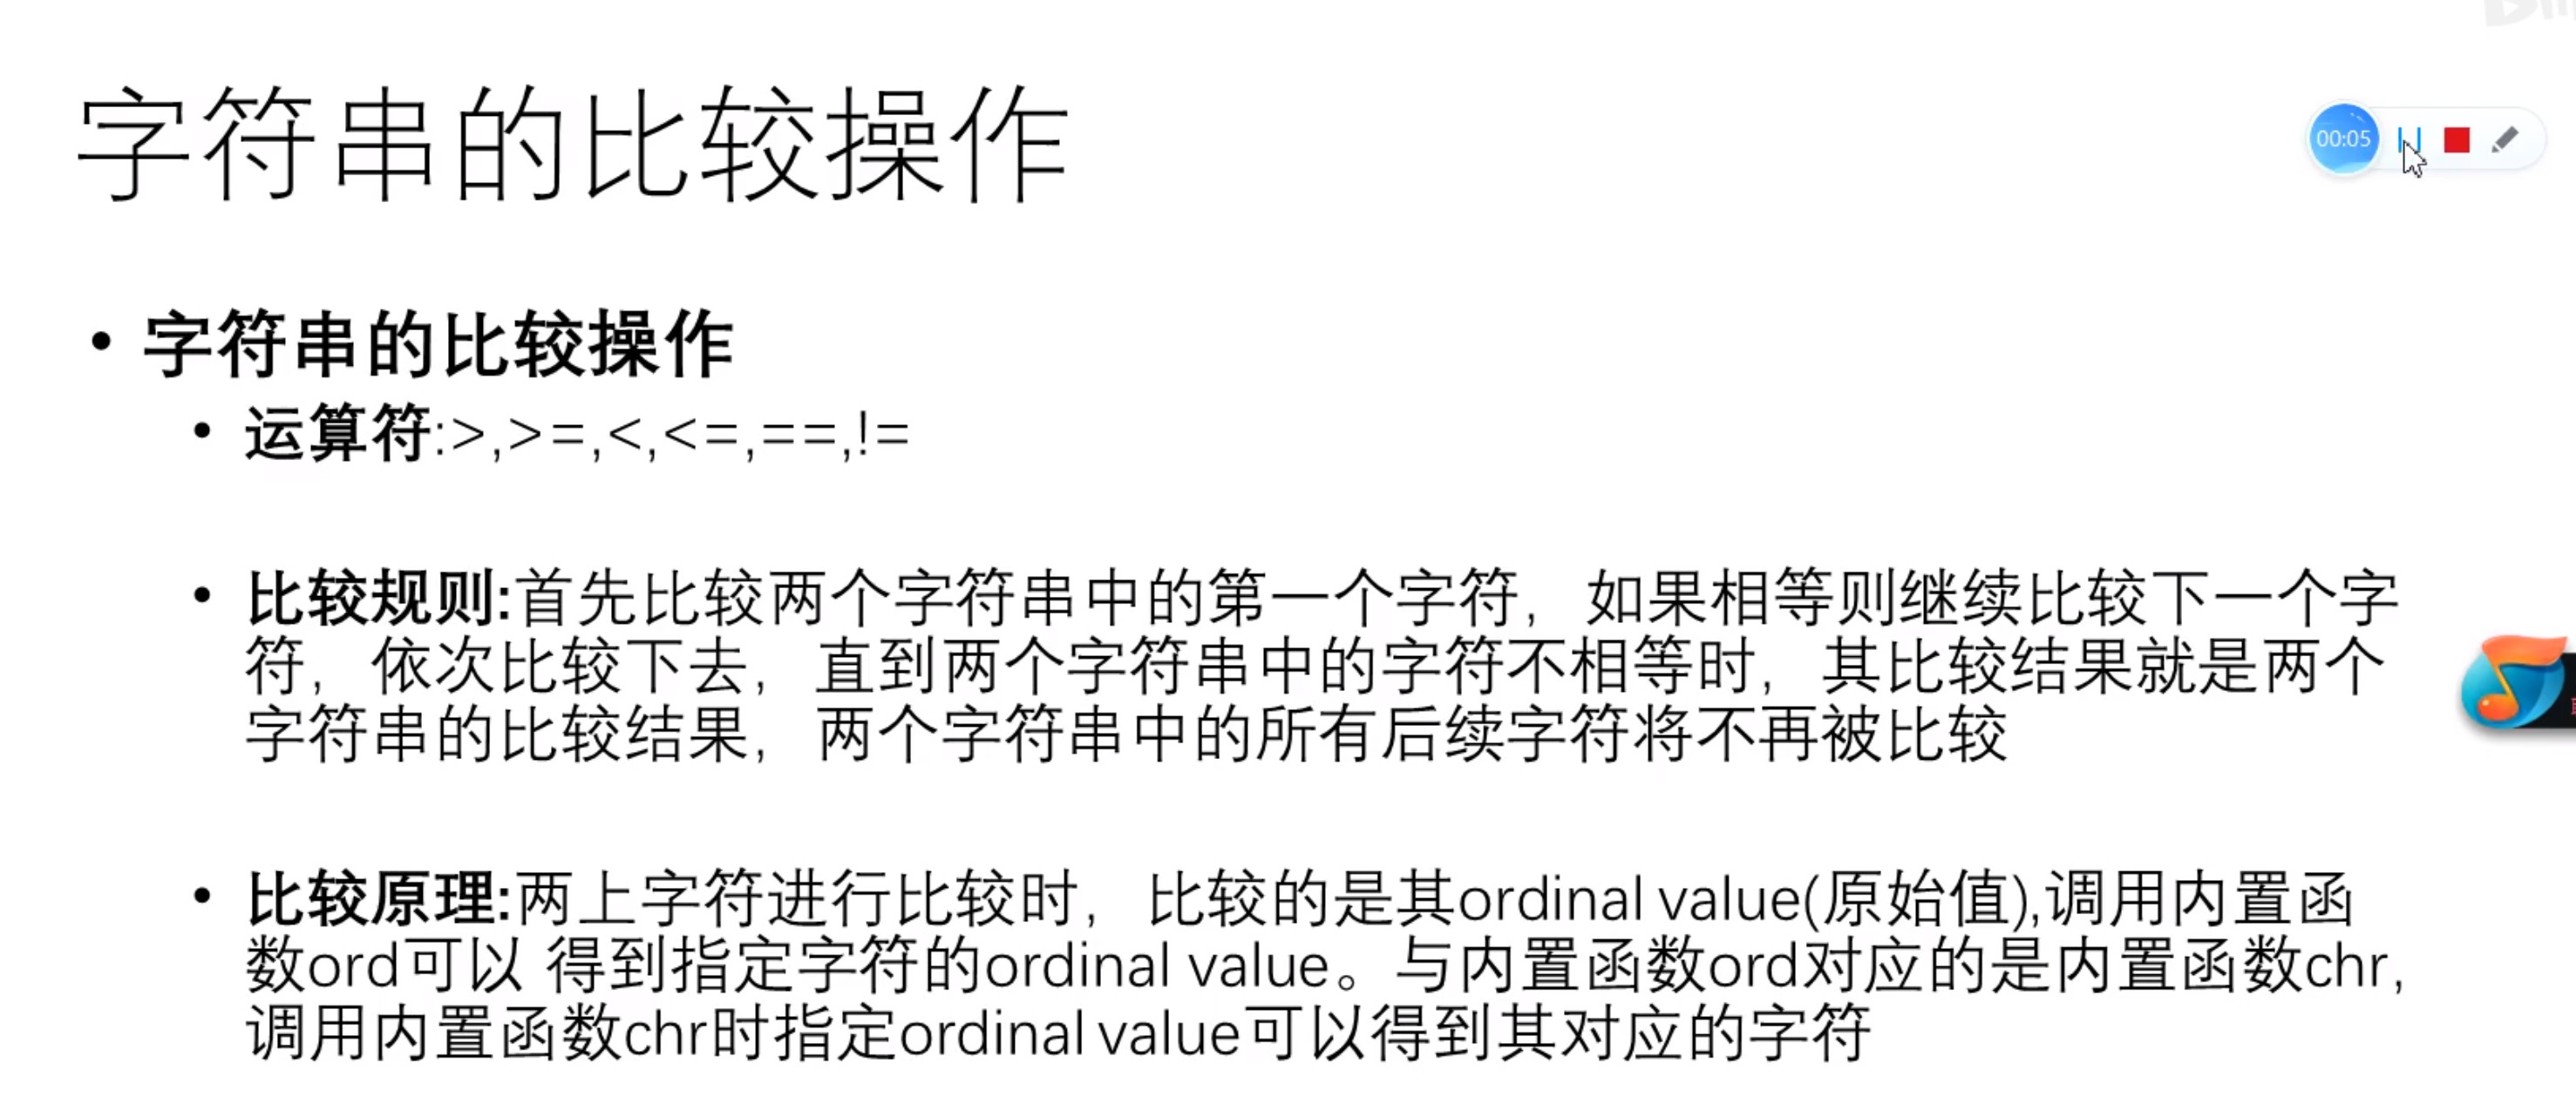 字符串的比较操作
00:05
• 字符串的比较操作
• 运算符:>,>=,<,<=,==,!=
• 比较规则:首先比较两个字符串中的第一个字符，如果相等则继续比较下一个字
符，依次比较下去，直到两个字符串中的字符不相等时，其比较结果就是两个
字符串的比较结果，两个字符串中的所有后续字符将不再被比较
• 比较原理:两上字符进行比较时，比较的是其ordinal value(原始值),调用内置函
数ord可以 得到指定字符的ordinal value。与内置函数ord对应的是内置函数chr,
调用内置函数chr时指定ordinal value可以得到其对应的字符